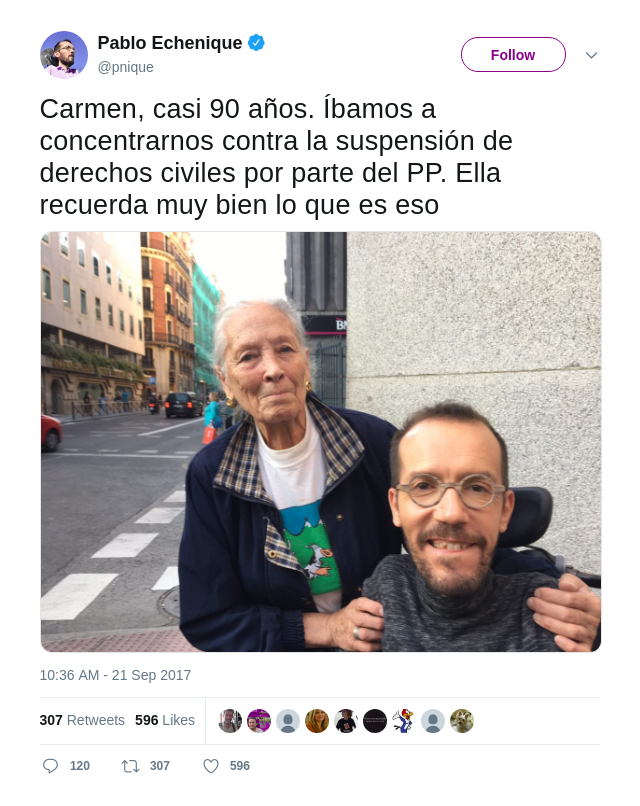 Pablo Echenique
@pnique
Follow
Carmen, casi 90 años. Íbamos a
concentrarnos contra la suspensión de
derechos civiles por parte del PP. Ella
recuerda muy bien lo que es eso
10:36 AM - 21 Sep 2017
307 Retweets 596 Likes
120 307 596